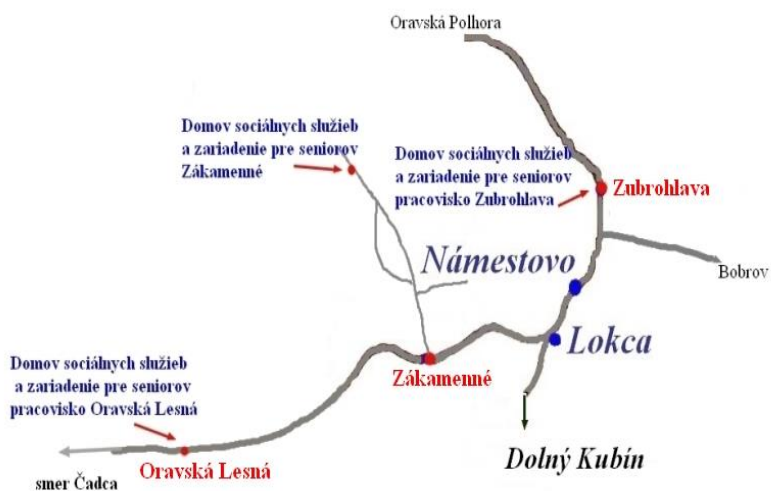 Oravská Polhora
Domov sociálnych služieb
a zariadenie pre seniorov
Zákamenné
Domov sociálnych služieb
a zariadenie pre seniorov
pracovisko Zubrohlava
Zubrohlava
Námestovo
Bobrov
Lokca
Domov sociálnych služieb
a zariadenie pre seniorov
pracovisko Oravská Lesná
Zákamenné
Oravská Lesná
smer Čadca
Dolný Kubín